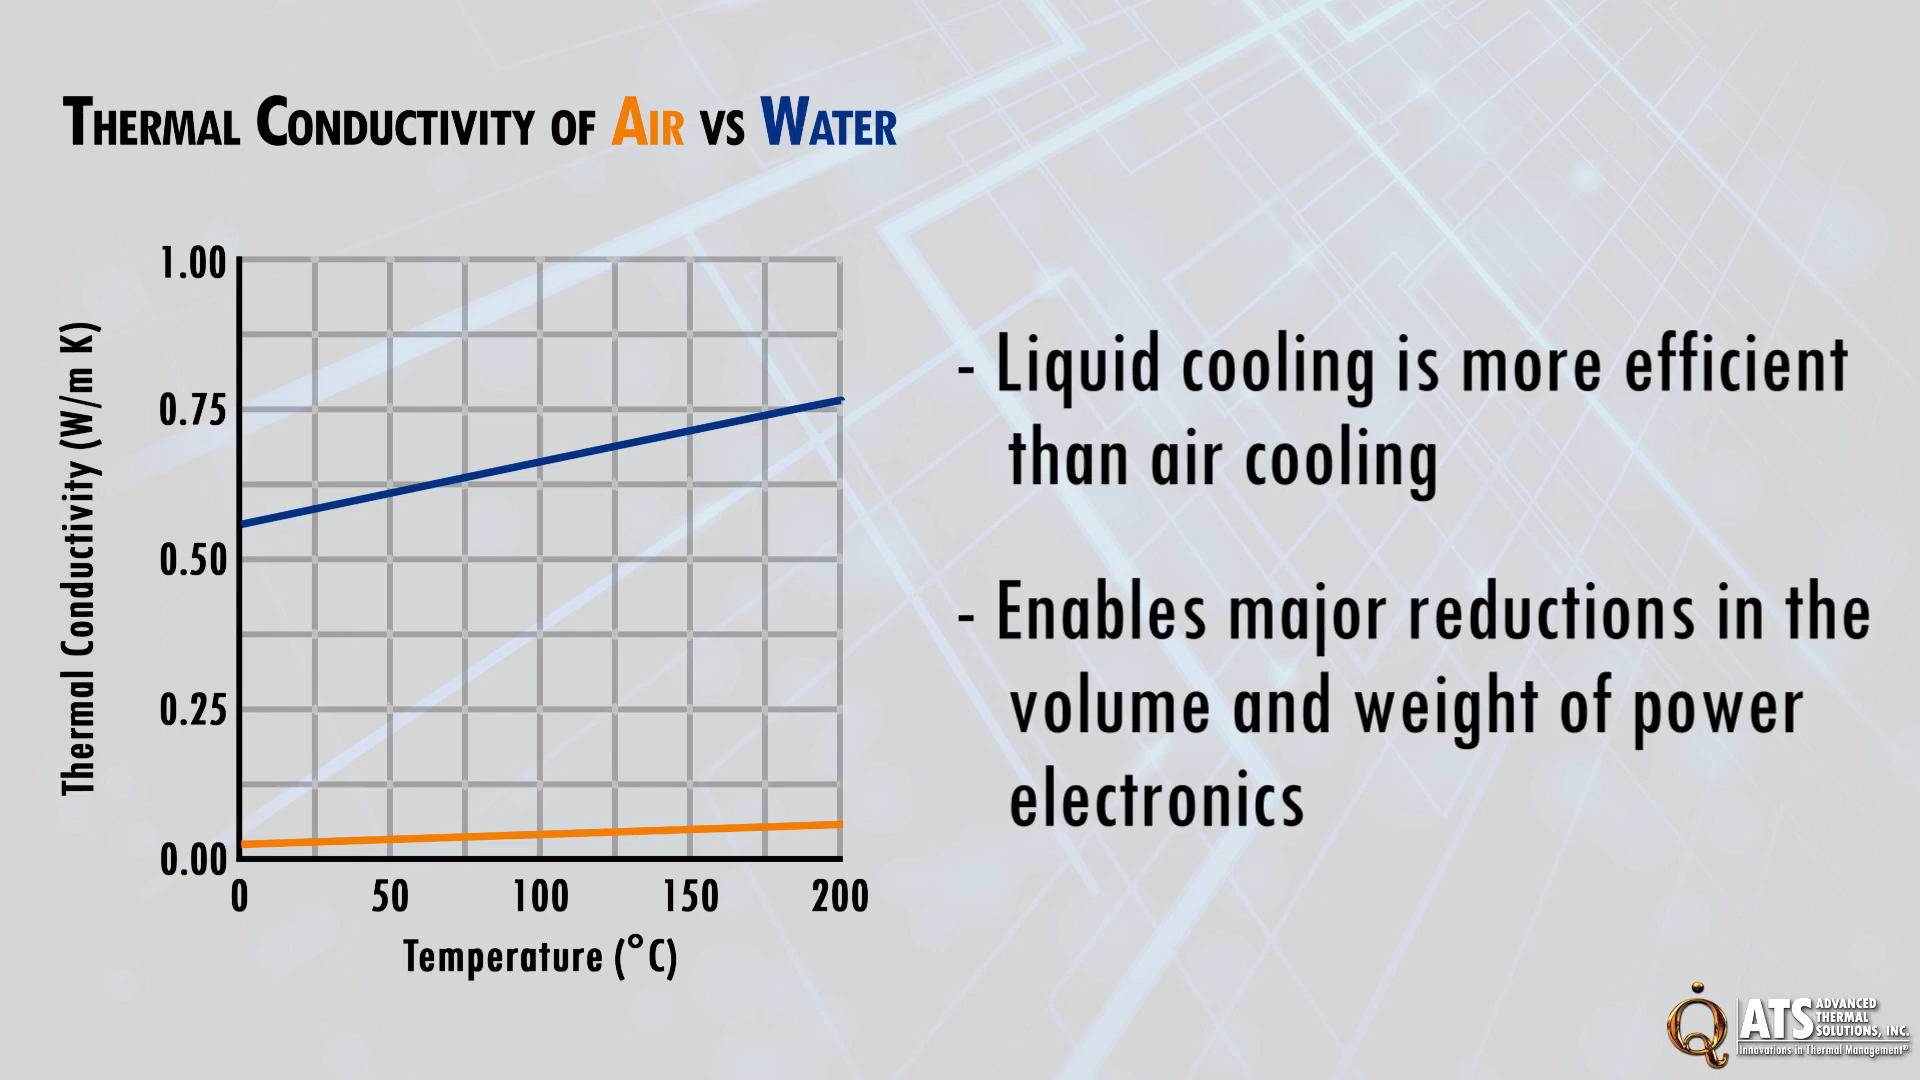 Thermal Conductivity of Air vs Water
1.00
0.75
0.50
0.25
0.00
Thermal Conductivity (W/m K)
0 50 100 150 200
Temperature (°C)
- Liquid cooling is more efficient
than air cooling
- Enables major reductions in the
volume and weight of power
electronics
Q
ATS
ADVANCED
THERMAL
SOLUTIONS, INC.
Innovations in Thermal Management®